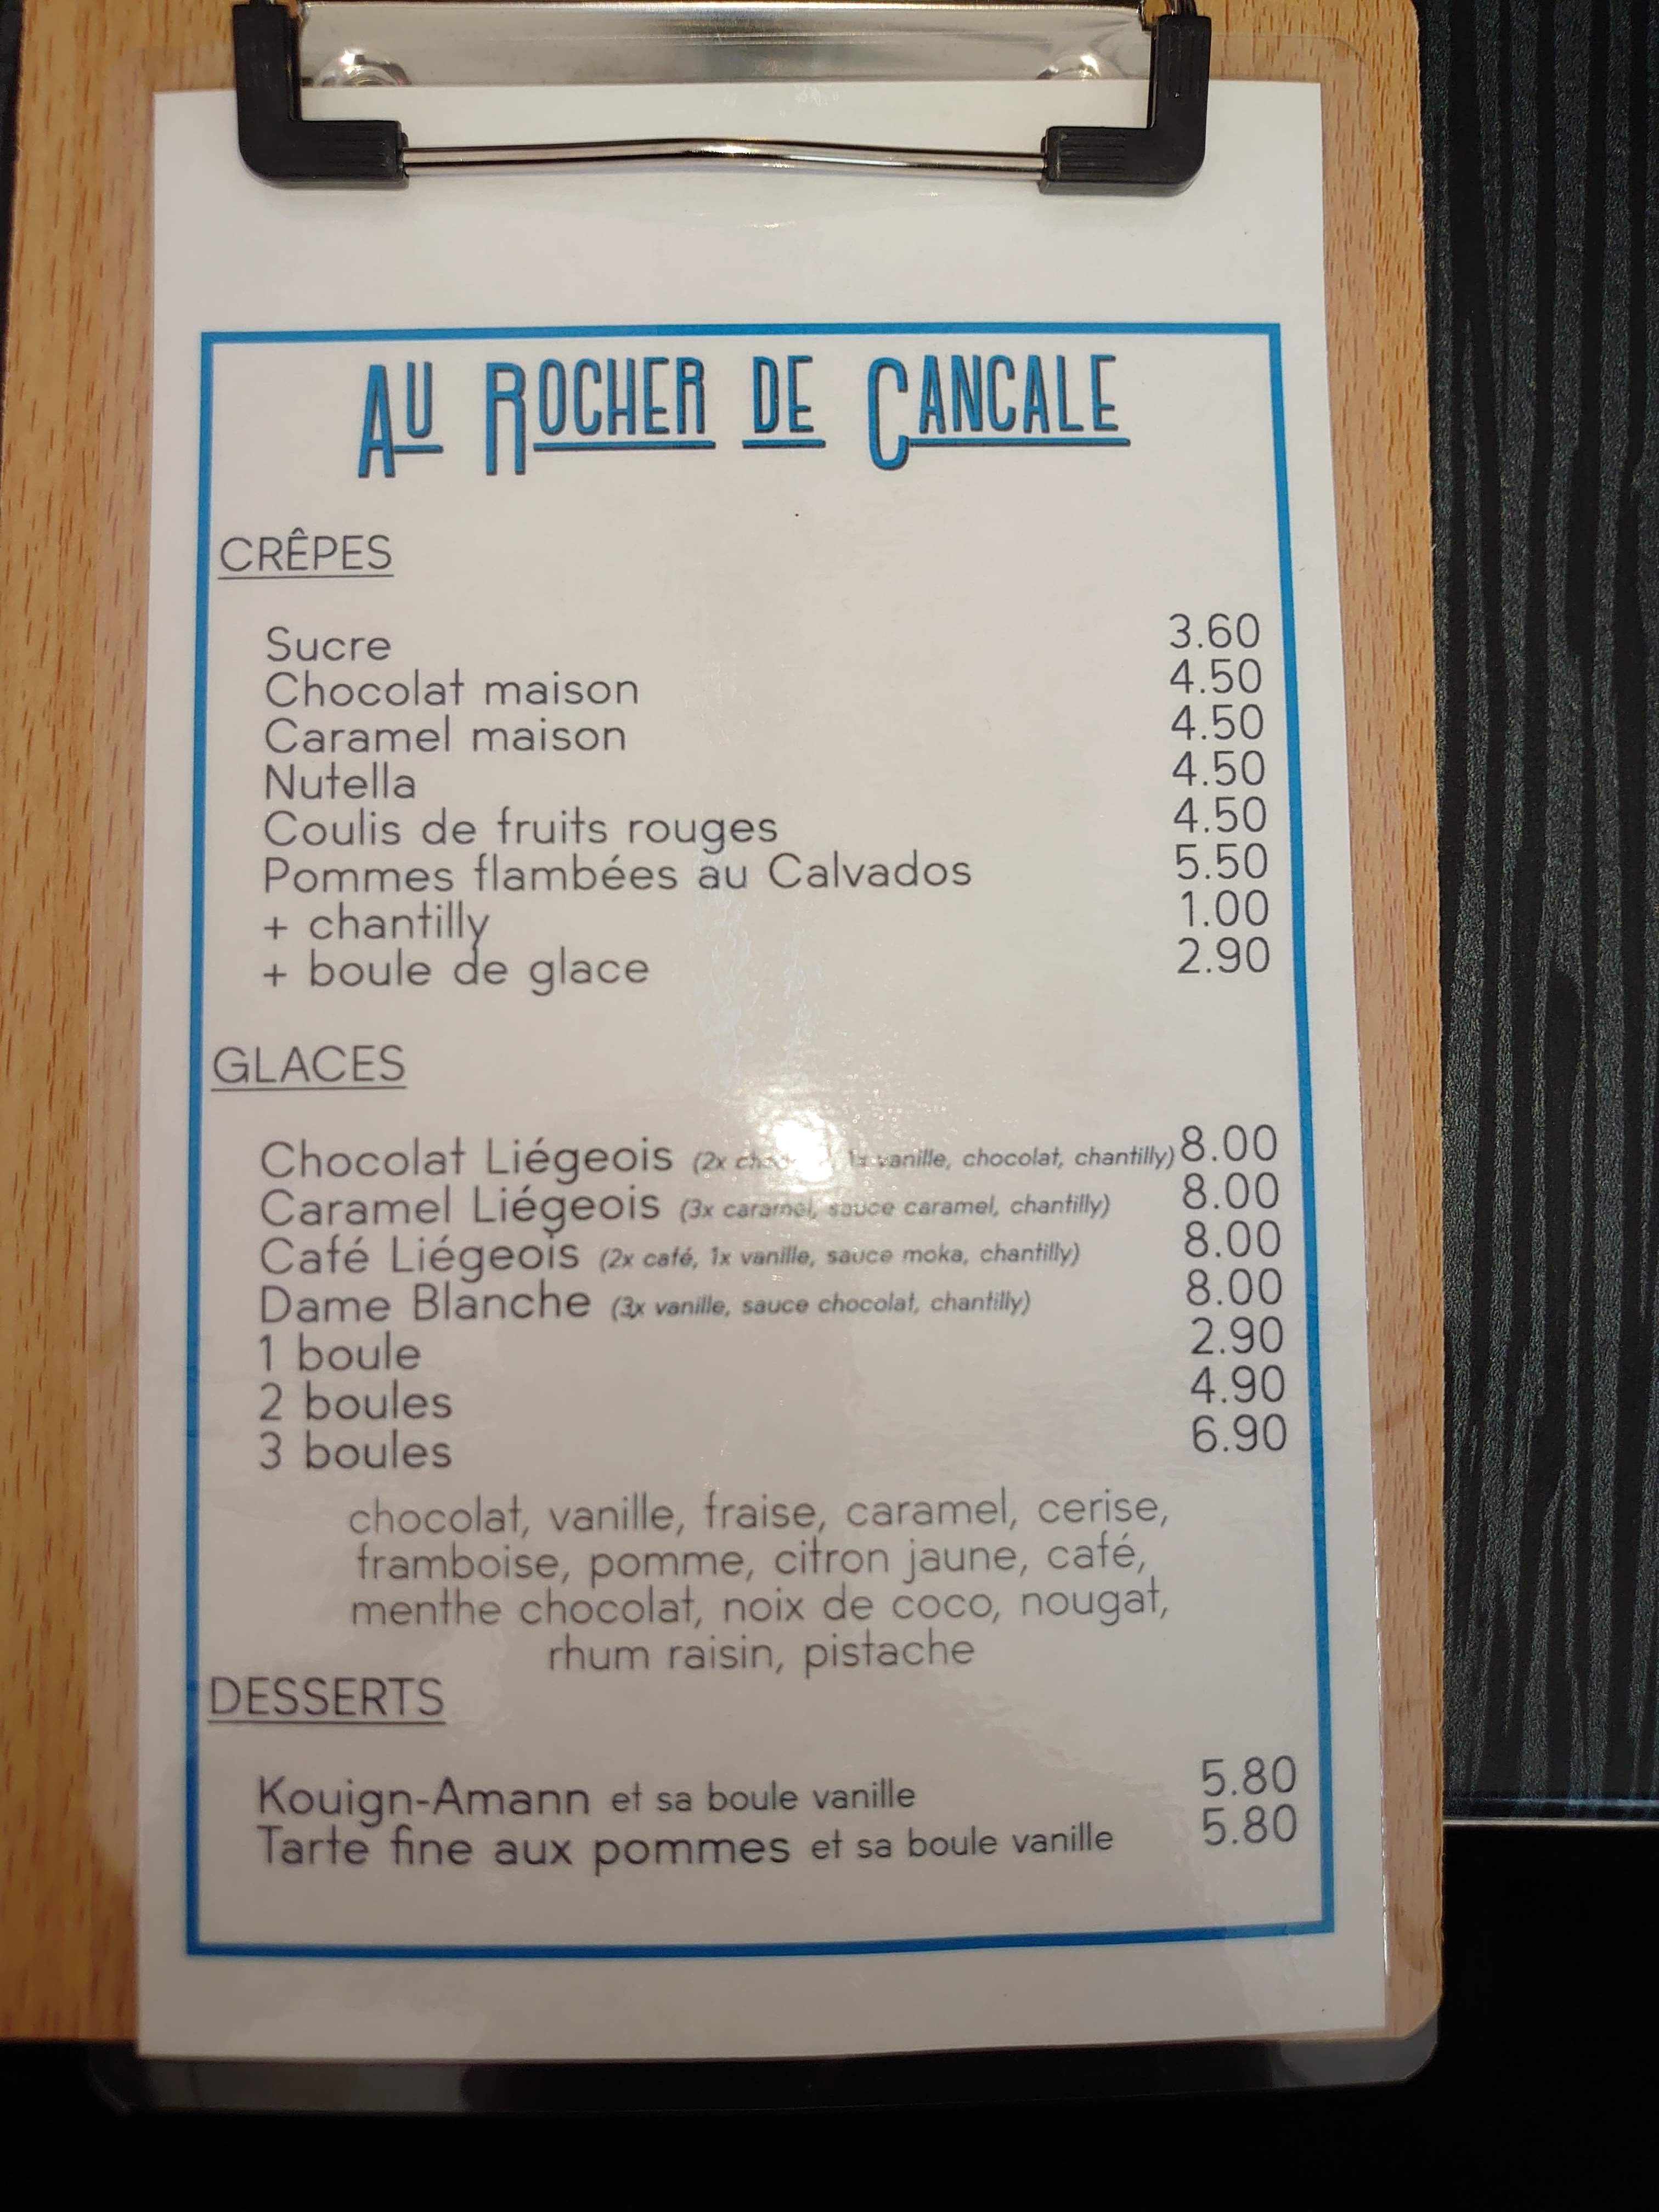 AU ROCHER DE CANCALE
CRÊPES
Sucre 3.60
Chocolat maison 4.50
Caramel maison 4.50
Nutella 4.50
Coulis de fruits rouges 4.50
Pommes flambées au Calvados 5.50
+ chantilly 1.00
+ boule de glace 2.90
GLACES
Chocolat Liégeois (2x 1x vanille, chocolat, chantilly) 8.00
Caramel Liégeois (3x caramel, sauce caramel, chantilly) 8.00
Café Liégeois (2x café, 1x vanille, sauce moka, chantilly) 8.00
Dame Blanche (3x vanille, sauce chocolat, chantilly) 8.00
1 boule 2.90
2 boules 4.90
3 boules 6.90
chocolat, vanille, fraise, caramel, cerise,
framboise, pomme, citron jaune, café,
menthe chocolat, noix de coco, nougat,
rhum raisin, pistache
DESSERTS
Kouign-Amann et sa boule vanille 5.80
Tarte fine aux pommes et sa boule vanille 5.80